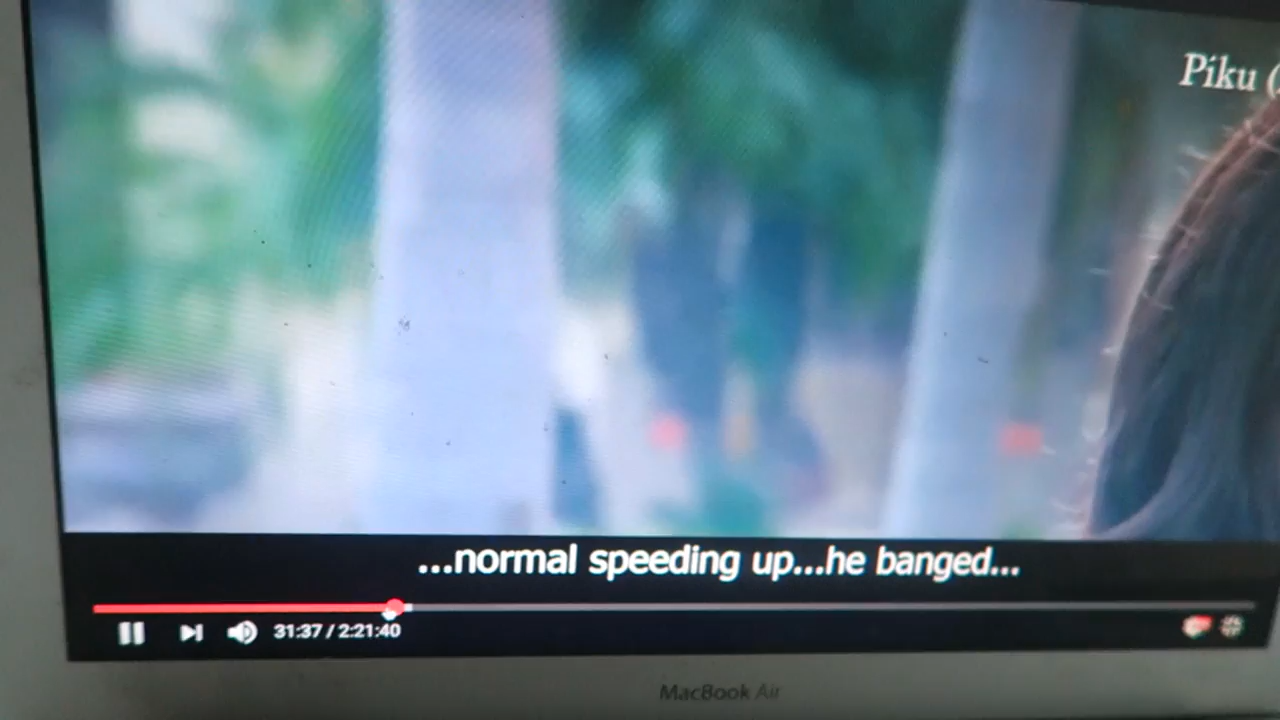 Piku (
...normal speeding up...he banged...
31:37 / 2:21:40
MacBook Air